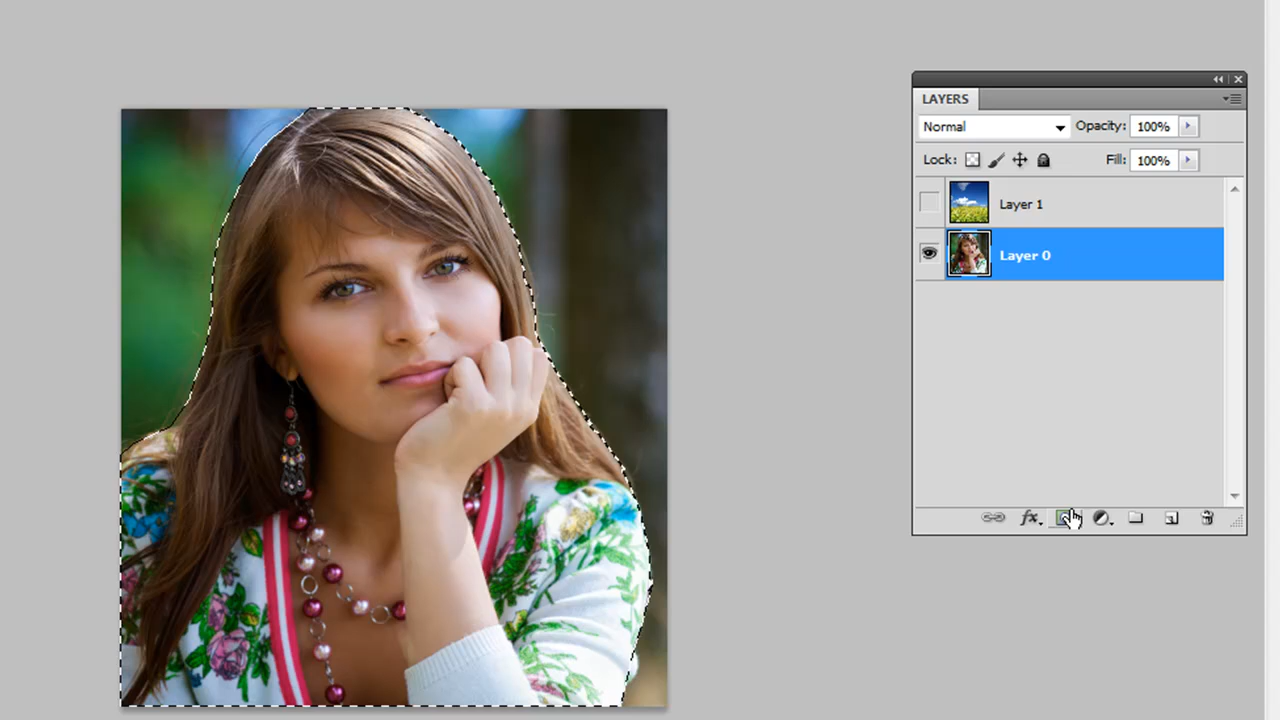 LAYERS
Normal Opacity: 100%
Lock: Fill: 100%
Layer 1
Layer 0
fx